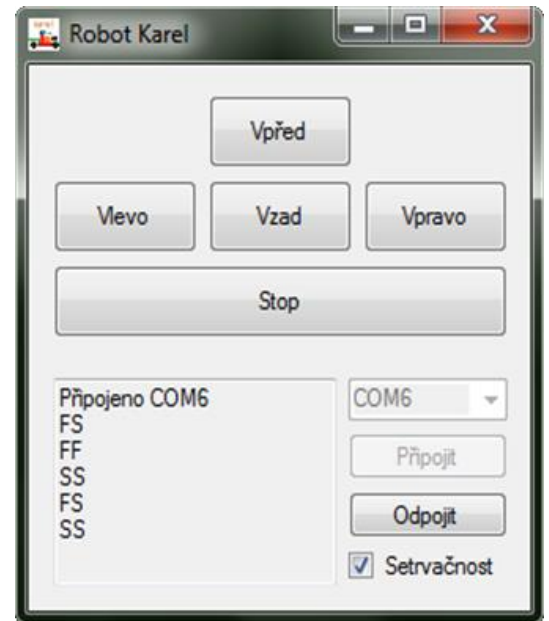 Robot Karel
Vpřed
Vlevo Vzad Vpravo
Stop
Připojeno COM6
FS
FF
SS
FS
SS
COM6
Připojit
Odpojit
Setrvačnost